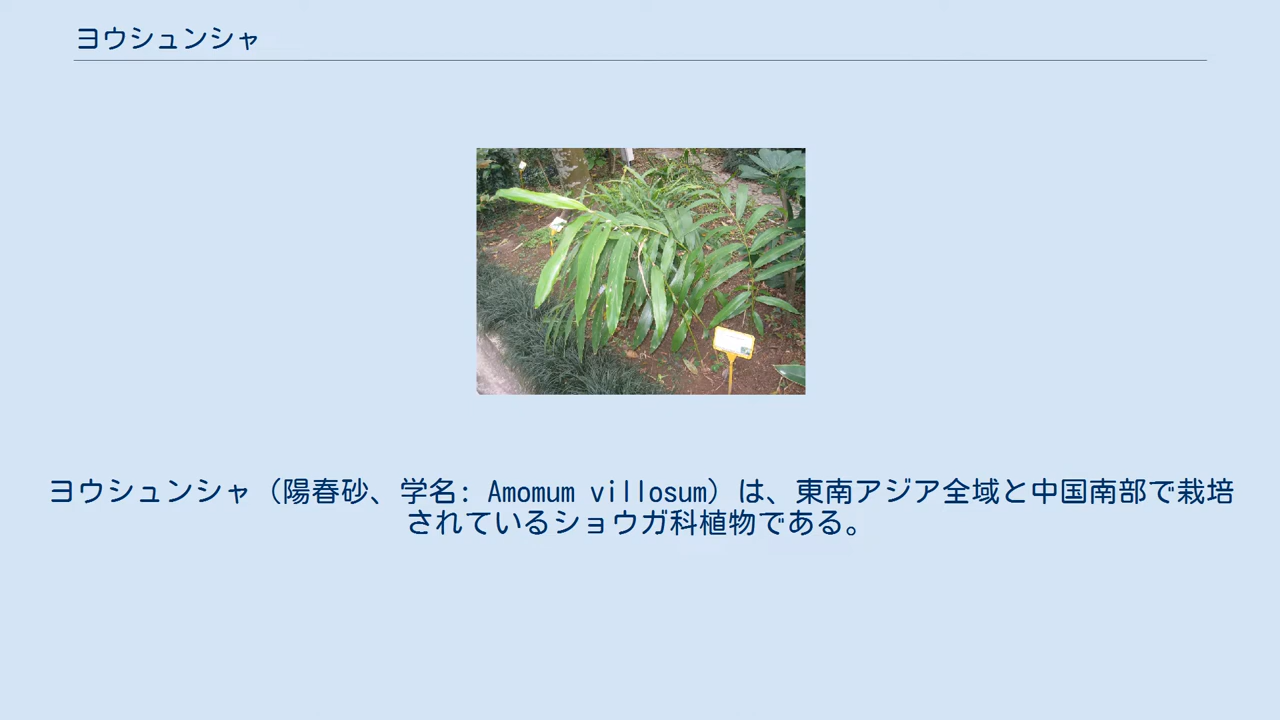 ヨウシュンシャ
ヨウシュンシャ（陽春砂、学名: Amomum villosum）は、東南アジア全域と中国南部で栽培
されているショウガ科植物である。